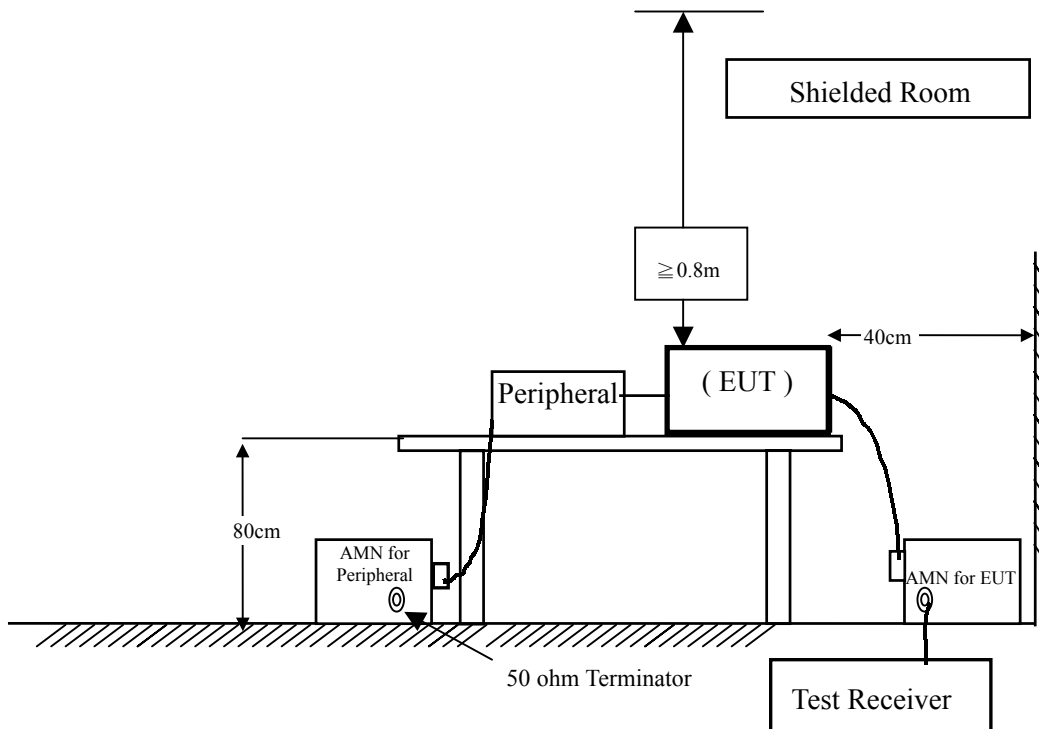 Shielded Room
≧0.8m
40cm
( EUT )
Peripheral
80cm
AMN for
Peripheral
AMN for EUT
50 ohm Terminator
Test Receiver